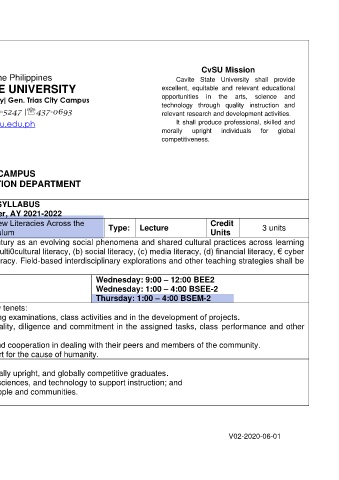 CvSU Mission
Cavite State University shall provide
excellent, equitable and relevant educational
opportunities in the arts, science and
technology through quality instruction and
relevant research and development activities.
It shall produce professional, skilled and
morally upright individuals for global
competitiveness.
ne Philippines
E UNIVERSITY
y| Gen. Trias City Campus
-5247 |☏437-0693
u.edu.ph
CAMPUS
TION DEPARTMENT
SYLLABUS
er, AY 2021-2022
ew Literacies Across the
ulum
Type:
Lecture
Credit
Units
3 units
ntury as an evolving social phenomena and shared cultural practices across learning
multi0cultural literacy, (b) social literacy, (c) media literacy, (d) financial literacy, € cyber
racy. Field-based interdisciplinary explorations and other teaching strategies shall be
Wednesday: 9:00 – 12:00 BEE2
Wednesday: 1:00 – 4:00 BSEE-2
Thursday: 1:00 – 4:00 BSEM-2
y tenets:
ng examinations, class activities and in the development of projects.
ality, diligence and commitment in the assigned tasks, class performance and other
nd cooperation in dealing with their peers and members of the community.
rt for the cause of humanity.
ally upright, and globally competitive graduates.
sciences, and technology to support instruction; and
ople and communities.
V02-2020-06-01